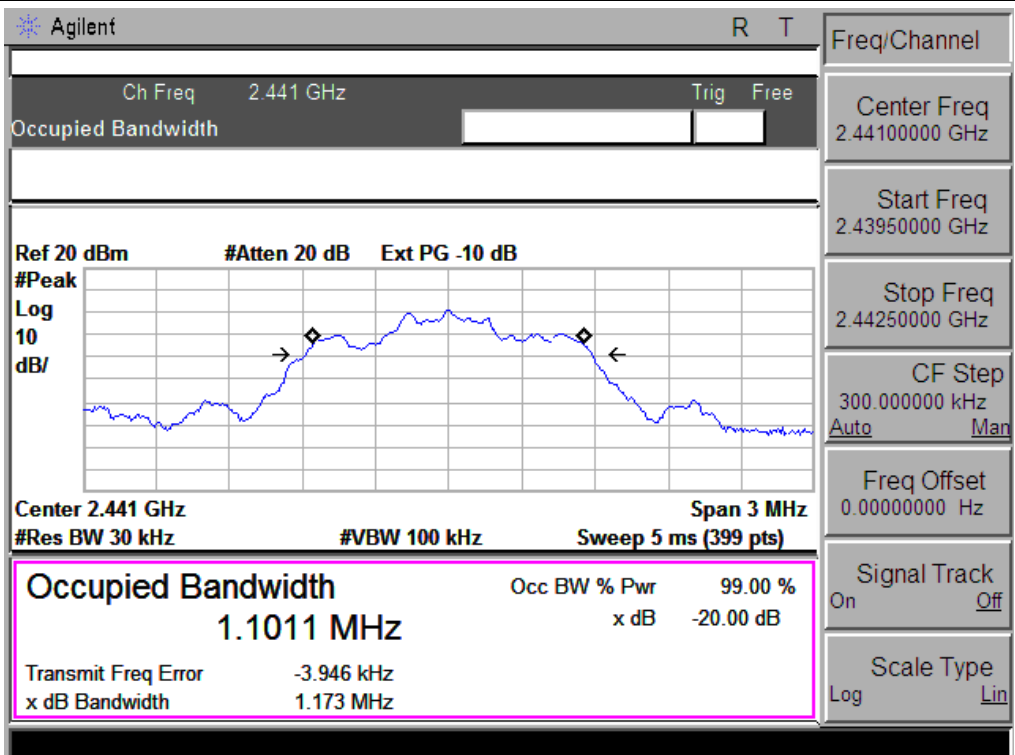 Agilent R T
Ch Freq 2.441 GHz Trig Free
Occupied Bandwidth
Ref 20 dBm #Atten 20 dB Ext PG -10 dB
#Peak
Log
10
dB/
Center 2.441 GHz Span 3 MHz
#Res BW 30 kHz #VBW 100 kHz Sweep 5 ms (399 pts)
Occupied Bandwidth Occ BW % Pwr 99.00 %
1.1011 MHz x dB -20.00 dB
Transmit Freq Error -3.946 kHz
x dB Bandwidth 1.173 MHz
Freq/Channel
Center Freq
2.44100000 GHz
Start Freq
2.43950000 GHz
Stop Freq
2.44250000 GHz
CF Step
300.000000 kHz
Auto Man
Freq Offset
0.00000000 Hz
Signal Track
On Off
Scale Type
Log Lin